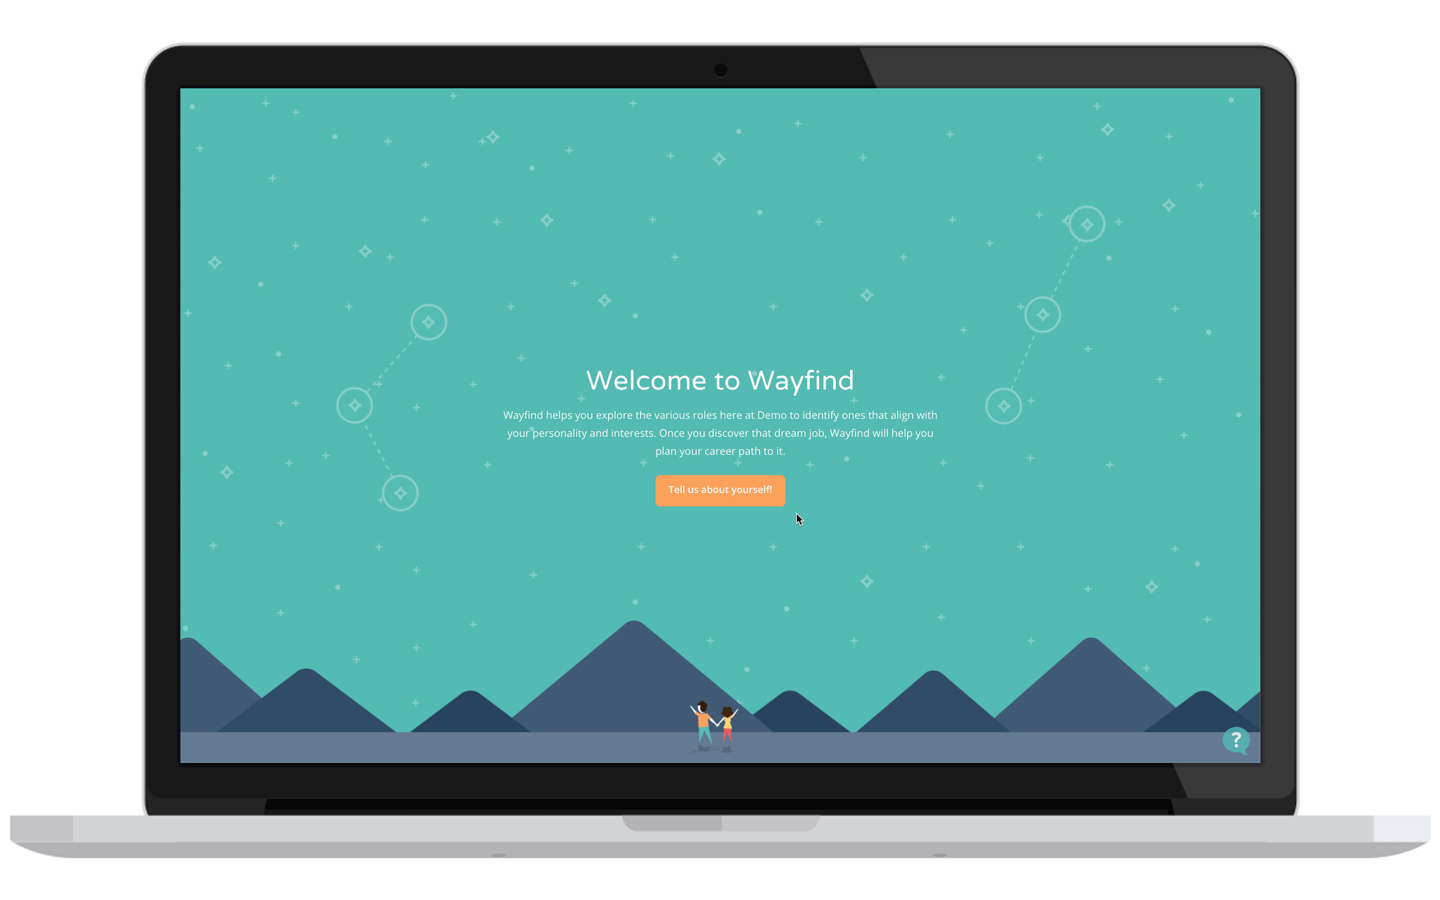 Welcome to Wayfind
Wayfind helps you explore the various roles here at Demo to identify ones that align with
your personality and interests. Once you discover that dream job, Wayfind will help you
plan your career path to it.
Tell us about yourself!
?